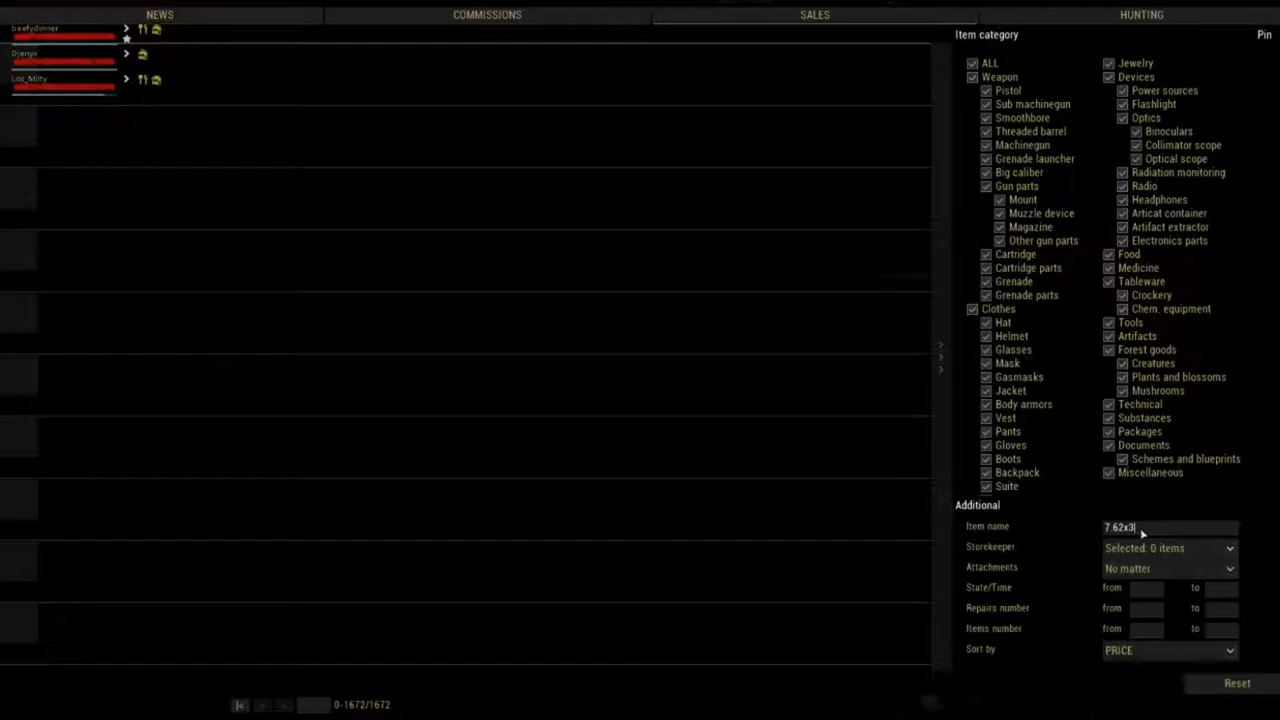 NEWS
COMMISSIONS
SALES
HUNTING
beefydinner
Djenyx
Los_Milty
Item category
Pin
ALL
Weapon
Pistol
Sub machinegun
Smoothbore
Threaded barrel
Machinegun
Grenade launcher
Big caliber
Gun parts
Mount
Muzzle device
Magazine
Other gun parts
Cartridge
Cartridge parts
Grenade
Grenade parts
Clothes
Hat
Helmet
Glasses
Mask
Gasmasks
Jacket
Body armors
Vest
Pants
Gloves
Boots
Backpack
Suite
Jewelry
Devices
Power sources
Flashlight
Optics
Binoculars
Collimator scope
Optical scope
Radiation monitoring
Radio
Headphones
Articat container
Artifact extractor
Electronics parts
Food
Medicine
Tableware
Crockery
Chem. equipment
Tools
Artifacts
Forest goods
Creatures
Plants and blossoms
Mushrooms
Technical
Substances
Packages
Documents
Schemes and blueprints
Miscellaneous
Additional
Item name 7.62x3
Storekeeper Selected: 0 items
Attachments No matter
State/Time from to
Repairs number from to
Items number from to
Sort by PRICE
Reset
0-1672/1672